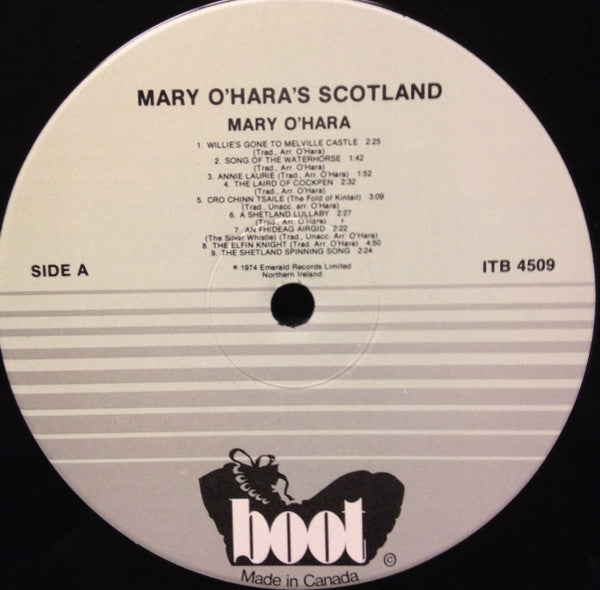 MARY O'HARA'S SCOTLAND
MARY O'HARA
1. WILLIE'S GONE TO MELVILLE CASTLE 2:25
(Trad., Arr. O'Hara)
2. SONG OF THE WATERHORSE 1:42
(Trad., Arr. O'Hara)
3. ANNIE LAURIE (Trad., Arr. O'Hara) 1:52
4. THE LAIRD OF COCKPEN 2:32
(Trad., Arr. O'Hara)
5. CRO CHINN TSAILE (The Fold of Kintail) 3:09
(Trad., Unacc. arr. O'Hara)
6. A SHETLAND LULLABY 2:27
(Trad., Arr. O'Hara)
7. AN FHIDEAG AIRGID 2:22
(The Silver Whistle) (Trad., Unacc. Arr. O'Hara)
8. THE ELFIN KNIGHT (Trad. Arr. O'Hara) 4:50
9. THE SHETLAND SPINNING SONG 2:24
℗ 1974 Emerald Records Limited
Northern Ireland
SIDE A
ITB 4509
boot ©
Made in Canada